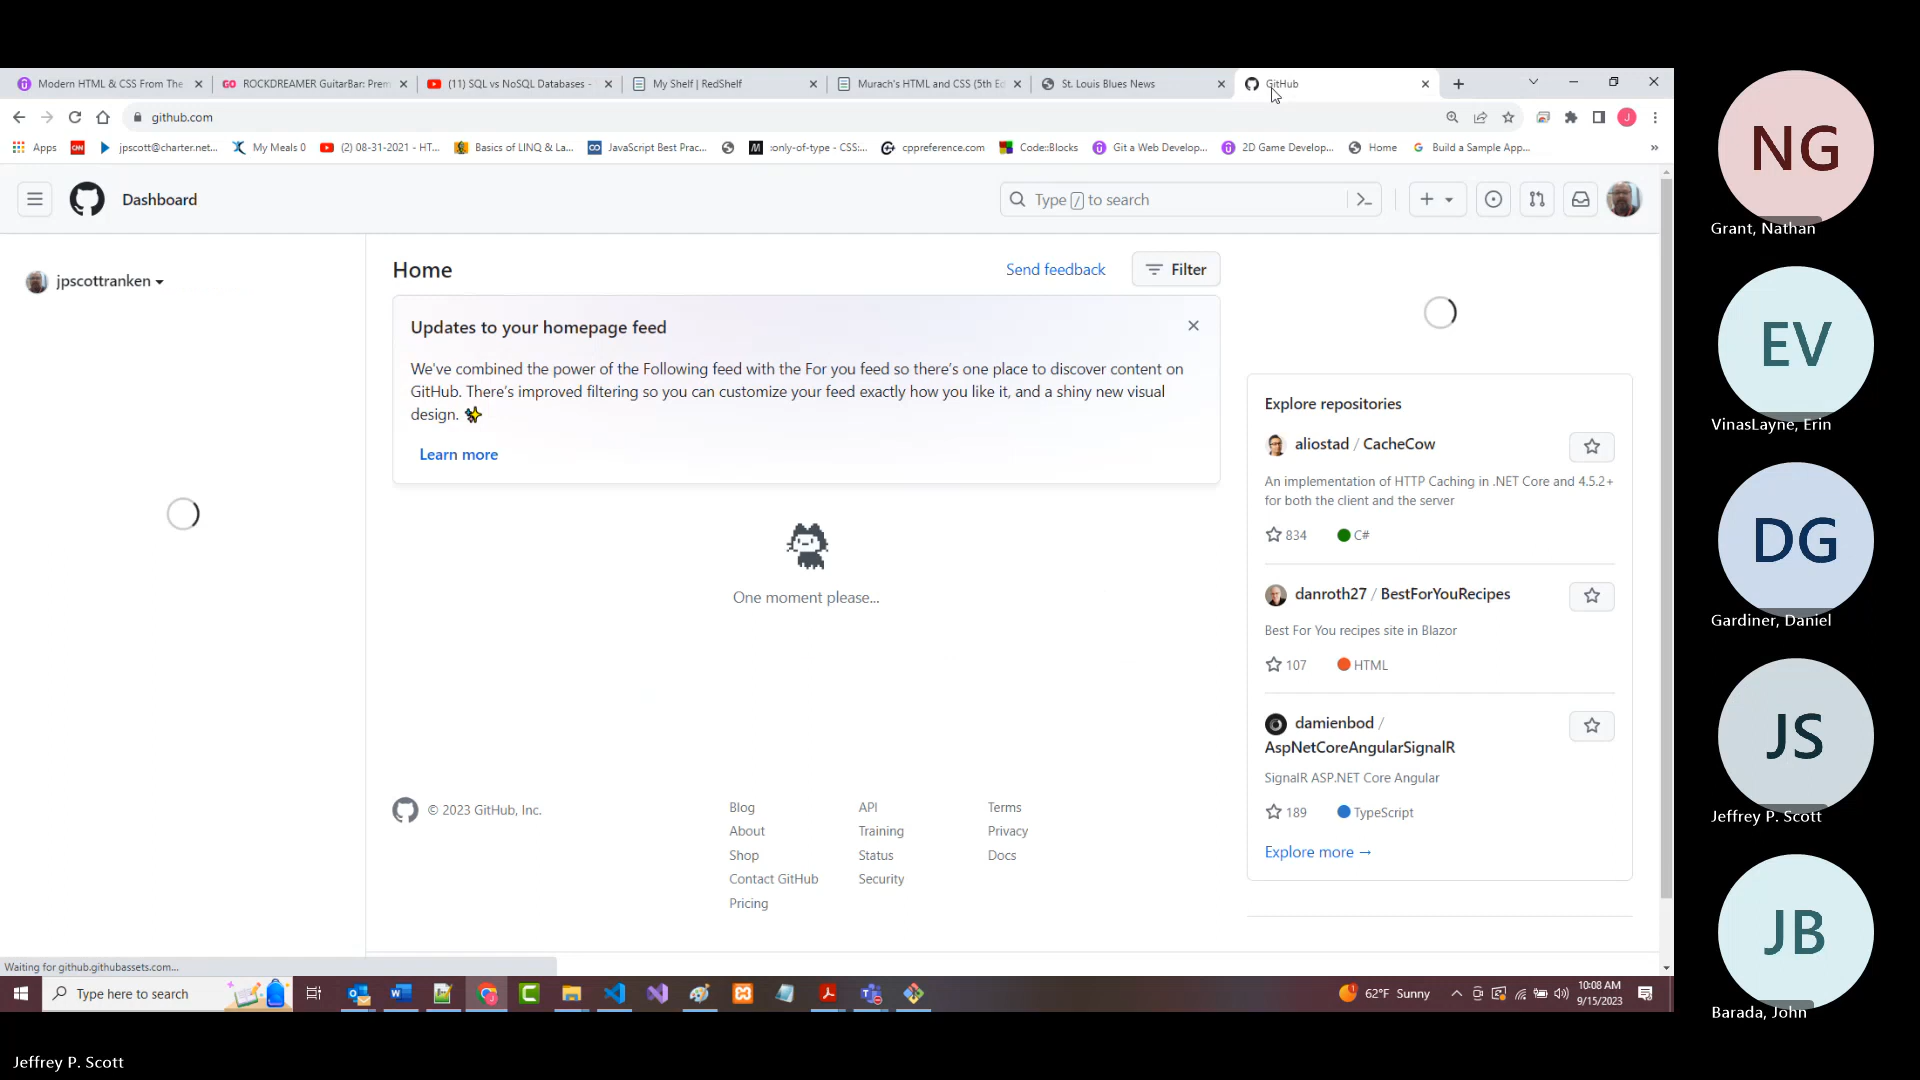 Modern HTML & CSS From The
ROCKDREAMER GuitarBar: Prem
(11) SQL vs NoSQL Databases -
My Shelf | RedShelf
Murach's HTML and CSS (5th Ed
St. Louis Blues News
GitHub
github.com
Apps
CNN
jpscott@charter.net...
My Meals 0
(2) 08-31-2021 - HT...
Basics of LINQ & La...
JavaScript Best Prac...
M
:only-of-type - CSS:...
cppreference.com
Code::Blocks
Git a Web Develop...
2D Game Develop...
Home
Build a Sample App...
»
Dashboard
Type / to search
jpscottranken
Home
Send feedback
Filter
Updates to your homepage feed
We've combined the power of the Following feed with the For you feed so there's one place to discover content on
GitHub. There's improved filtering so you can customize your feed exactly how you like it, and a shiny new visual
design. ✨
Learn more
One moment please...
Explore repositories
aliostad / CacheCow
An implementation of HTTP Caching in .NET Core and 4.5.2+
for both the client and the server
834
C#
danroth27 / BestForYouRecipes
Best For You recipes site in Blazor
107
HTML
damienbod /
AspNetCoreAngularSignalR
SignalR ASP.NET Core Angular
189
TypeScript
Explore more →
© 2023 GitHub, Inc.
Blog
About
Shop
Contact GitHub
Pricing
API
Training
Status
Security
Terms
Privacy
Docs
Waiting for github.githubassets.com...
Type here to search
62°F Sunny
10:08 AM
9/15/2023
NG
Grant, Nathan
EV
VinasLayne, Erin
DG
Gardiner, Daniel
JS
Jeffrey P. Scott
JB
Barada, John
Jeffrey P. Scott